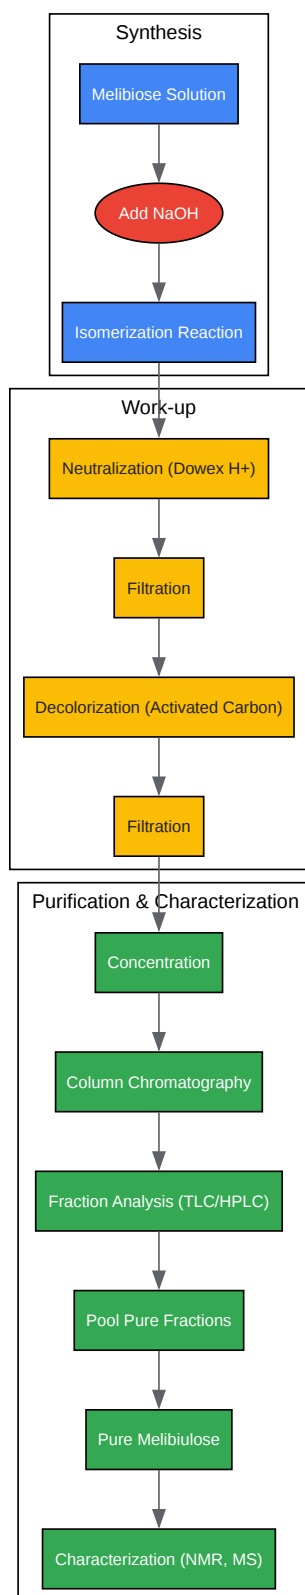 Synthesis
Melibiose Solution
Add NaOH
Isomerization Reaction
Work-up
Neutralization (Dowex H+)
Filtration
Decolorization (Activated Carbon)
Filtration
Purification & Characterization
Concentration
Column Chromatography
Fraction Analysis (TLC/HPLC)
Pool Pure Fractions
Pure Melibiulose
Characterization (NMR, MS)